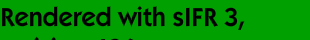 Rendered with sIFR 3,